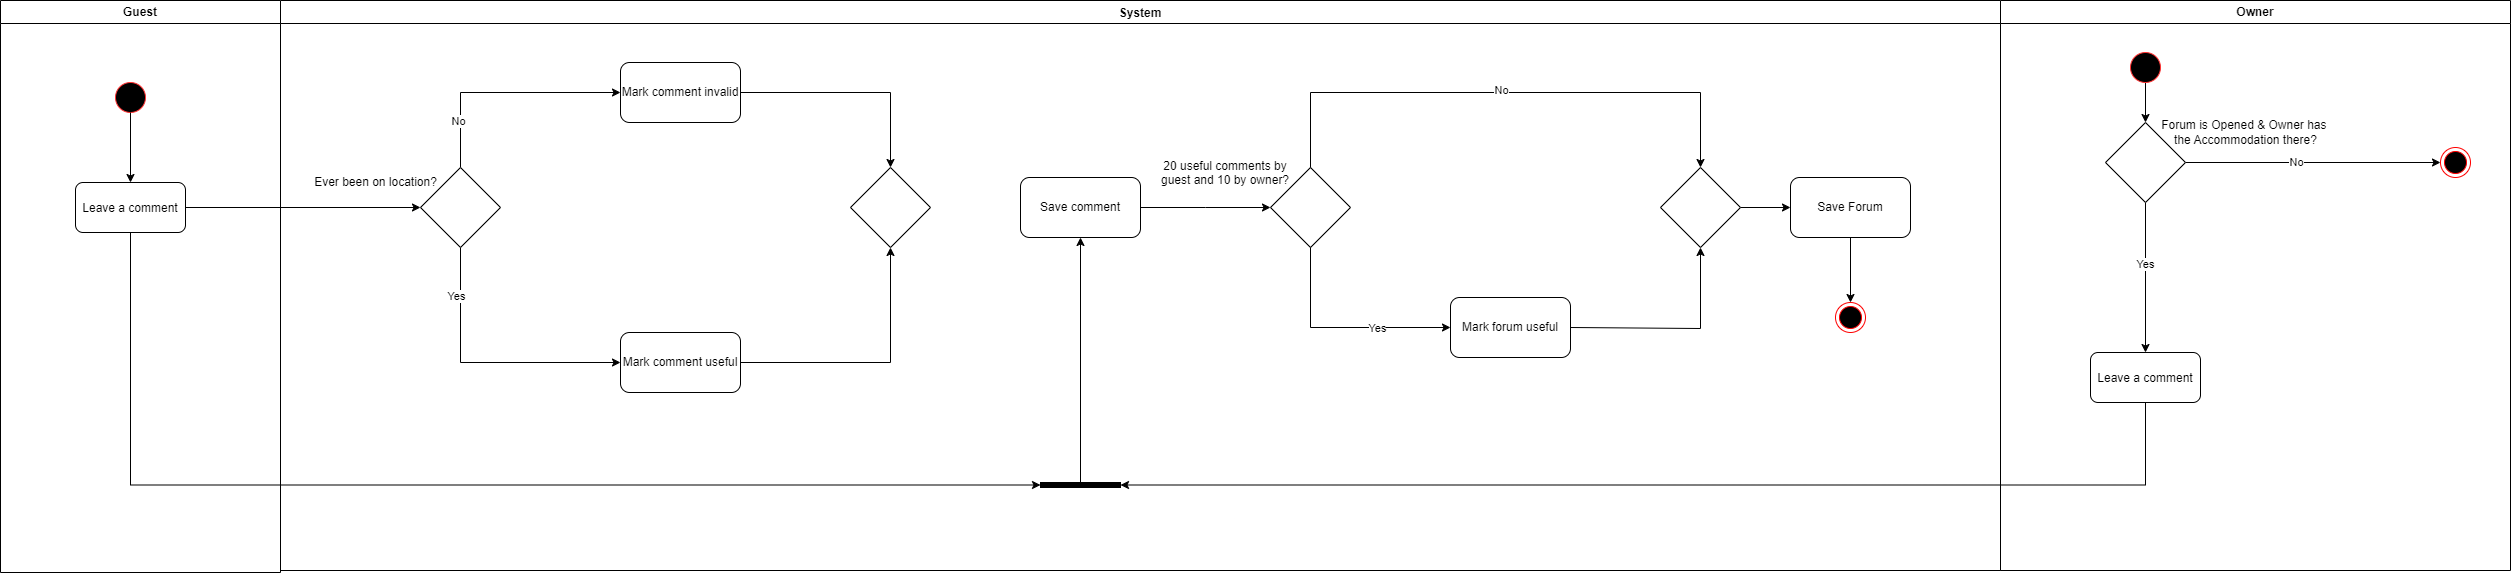 Guest
System
Owner
Leave a comment
Ever been on location?
No
Mark comment invalid
Yes
Mark comment useful
Save comment
20 useful comments by
guest and 10 by owner?
No
Yes
Mark forum useful
Save Forum
Forum is Opened & Owner has
the Accommodation there?
No
Yes
Leave a comment